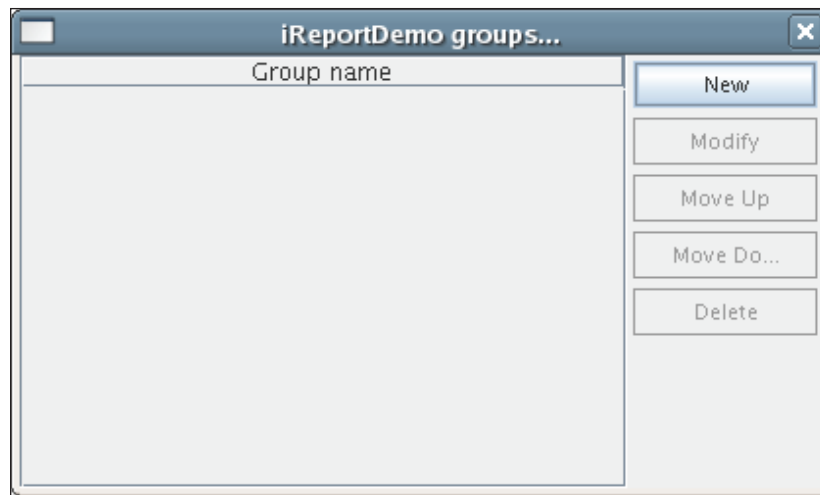 iReportDemo groups...
Group name
New
Modify
Move Up
Move Do...
Delete